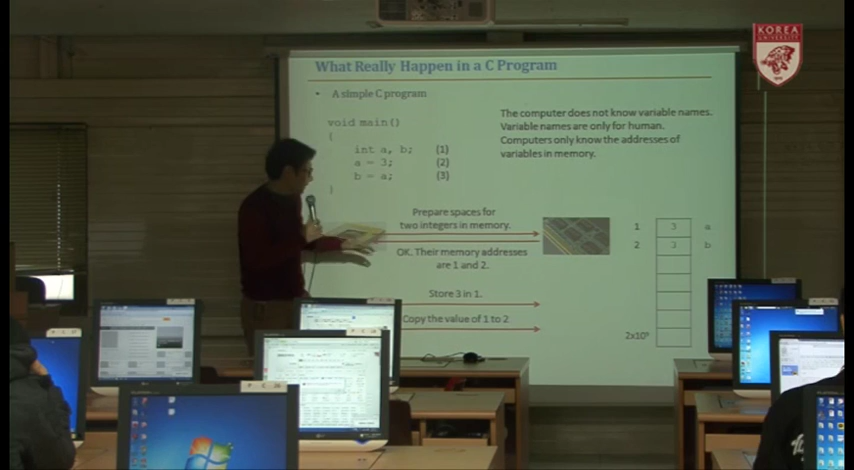 KOREA
UNIVERSITY
What Really Happen in a C Program
• A simple C program
void main()
{
int a, b; (1)
a = 3; (2)
b = a; (3)
}
The computer does not know variable names.
Variable names are only for human.
Computers only know the addresses of
variables in memory.
Prepare spaces for
two integers in memory.
OK. Their memory addresses
are 1 and 2.
Store 3 in 1.
Copy the value of 1 to 2
1 3 a
2 3 b
2x10⁹